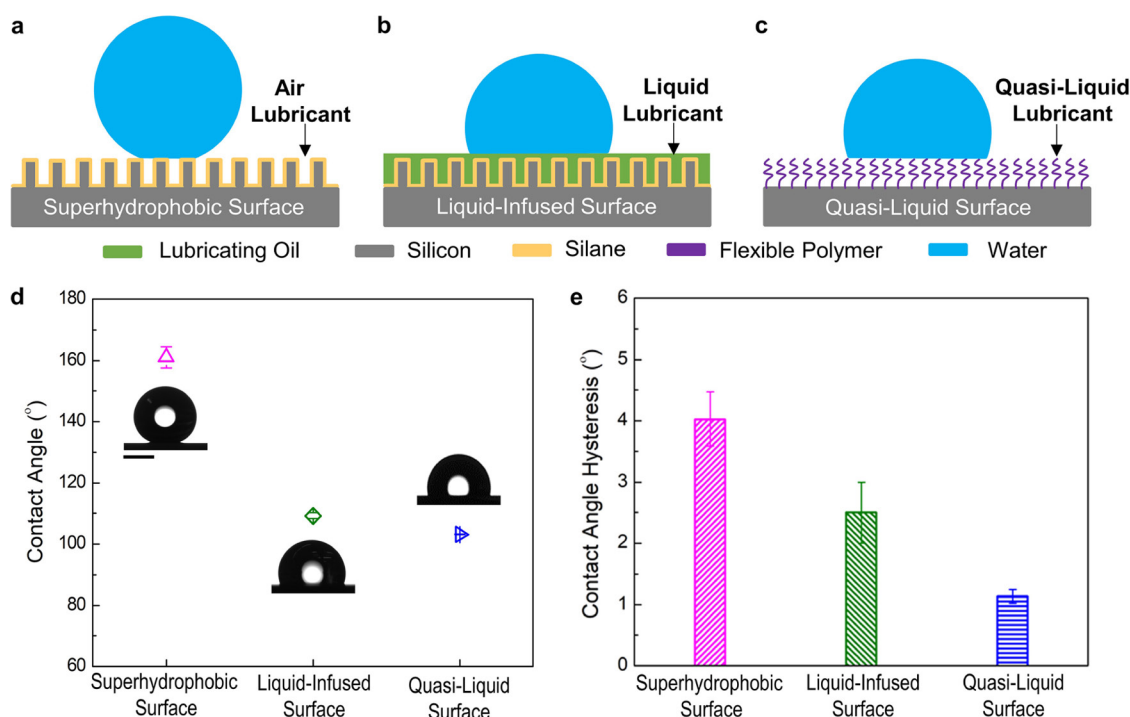 a
Air
Lubricant
Superhydrophobic Surface
b
Liquid
Lubricant
Liquid-Infused Surface
c
Quasi-Liquid
Lubricant
Quasi-Liquid Surface
Lubricating Oil
Silicon
Silane
Flexible Polymer
Water
d
Contact Angle (°)
180
160
140
120
100
80
60
Superhydrophobic
Surface
Liquid-Infused
Surface
Quasi-Liquid
Surface
e
Contact Angle Hysteresis (°)
6
5
4
3
2
1
0
Superhydrophobic
Surface
Liquid-Infused
Surface
Quasi-Liquid
Surface